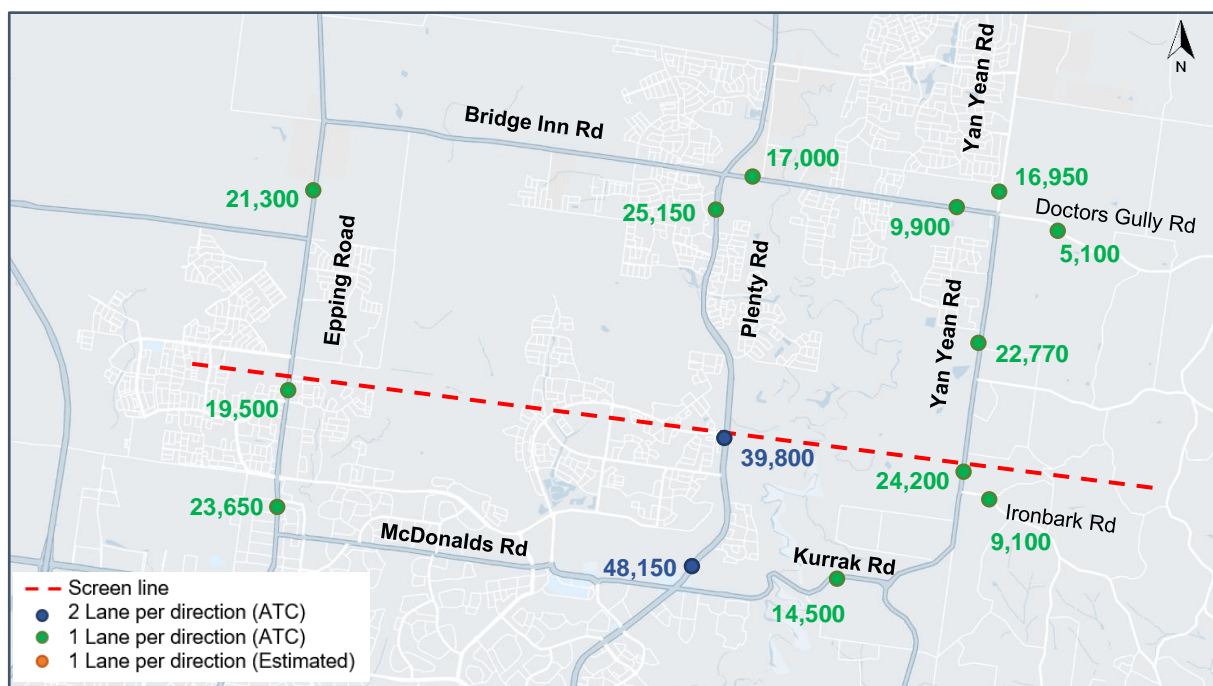 Yan Yean Rd
N
Bridge Inn Rd
17,000
16,950
21,300
25,150
9,900
Doctors Gully Rd
5,100
Epping Road
Plenty Rd
Yan Yean Rd
22,770
19,500
39,800
24,200
23,650
Ironbark Rd
9,100
McDonalds Rd
48,150
Kurrak Rd
14,500
Screen line
2 Lane per direction (ATC)
1 Lane per direction (ATC)
1 Lane per direction (Estimated)